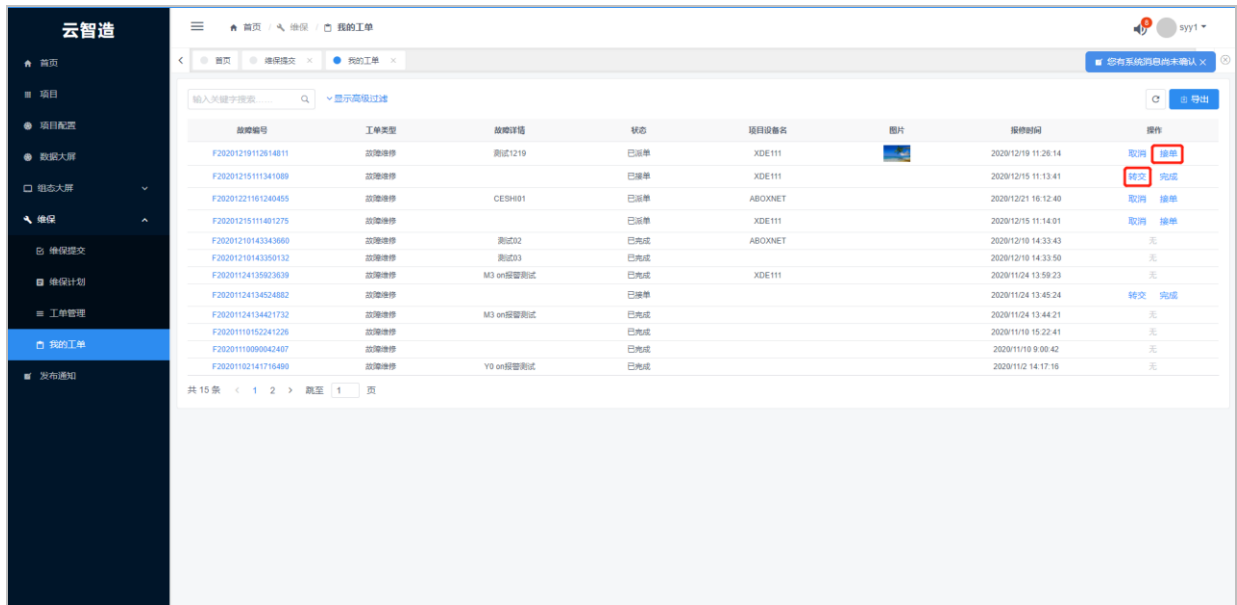 云智造
首页 / 维保 / 我的工单
8
syy1
首页
项目
项目配置
数据大屏
组态大屏
维保
维保提交
维保计划
工单管理
我的工单
发布通知
首页 维保提交 × 我的工单 ×
您有系统消息尚未确认 ×
输入关键字搜索...... 显示高级过滤 导出
故障编号 工单类型 故障详情 状态 项目设备名 图片 报修时间 操作
F20201219112614811 故障维修 测试1219 已派单 XDE111 2020/12/19 11:26:14 取消 接单
F20201215111341089 故障维修 已接单 XDE111 2020/12/15 11:13:41 转交 完成
F20201221161240455 故障维修 CESHI01 已派单 ABOXNET 2020/12/21 16:12:40 取消 接单
F20201215111401275 故障维修 已派单 XDE111 2020/12/15 11:14:01 取消 接单
F20201210143343660 故障维修 测试02 已完成 ABOXNET 2020/12/10 14:33:43 无
F20201210143350132 故障维修 测试03 已完成 2020/12/10 14:33:50 无
F20201124135923639 故障维修 M3 on报警测试 已完成 XDE111 2020/11/24 13:59:23 无
F20201124134524882 故障维修 已接单 2020/11/24 13:45:24 转交 完成
F20201124134421732 故障维修 M3 on报警测试 已完成 2020/11/24 13:44:21 无
F20201110152241226 故障维修 已完成 2020/11/10 15:22:41 无
F20201110090042407 故障维修 已完成 2020/11/10 9:00:42 无
F20201102141716490 故障维修 Y0 on报警测试 已完成 2020/11/2 14:17:16 无
共 15 条 < 1 2 > 跳至 1 页